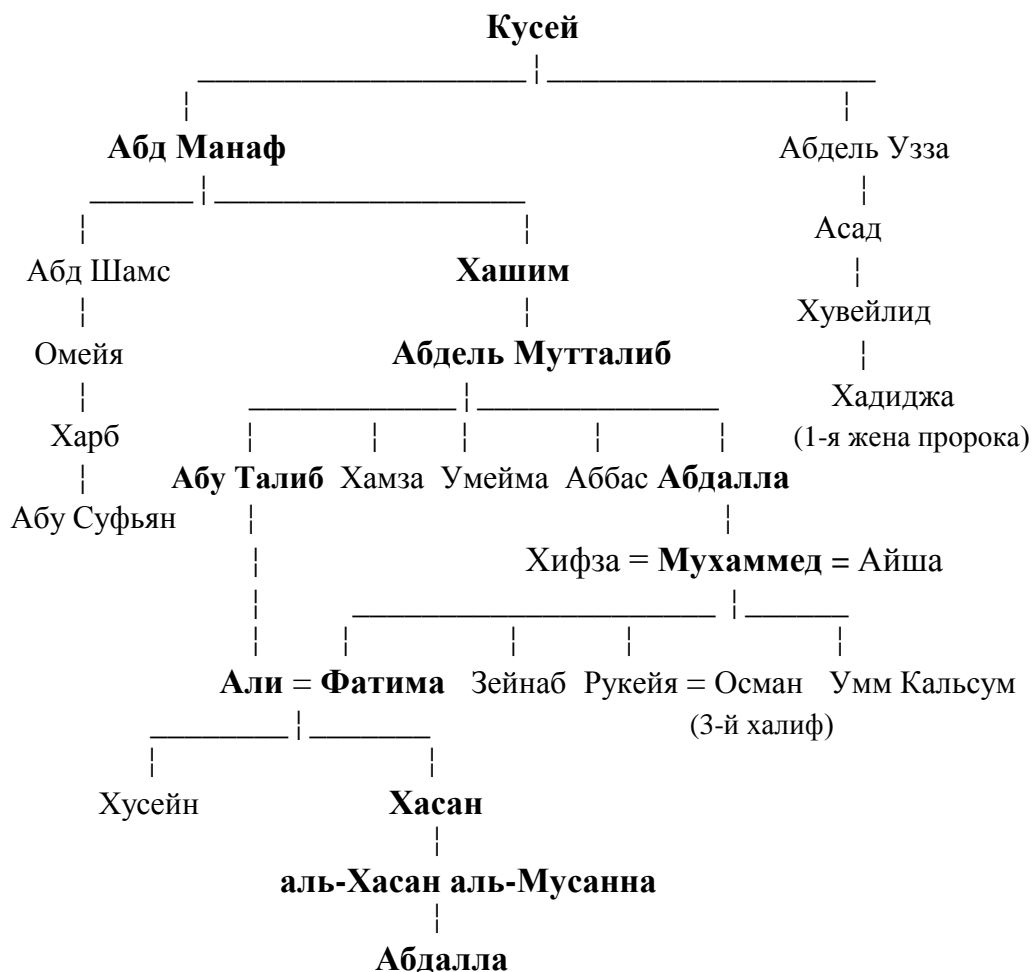 Кусей
Абд Манаф Абдель Узза
Асад
Абд Шамс Хашим
Хувейлид
Омейя Абдель Мутталиб
Хадиджа
Харб (1-я жена пророка)
Абу Талиб Хамза Умейма Аббас Абдалла
Абу Суфьян
Хифза = Мухаммед = Айша
Али = Фатима Зейнаб Рукейя = Осман Умм Кальсум
(3-й халиф)
Хусейн Хасан
аль-Хасан аль-Мусанна
Абдалла